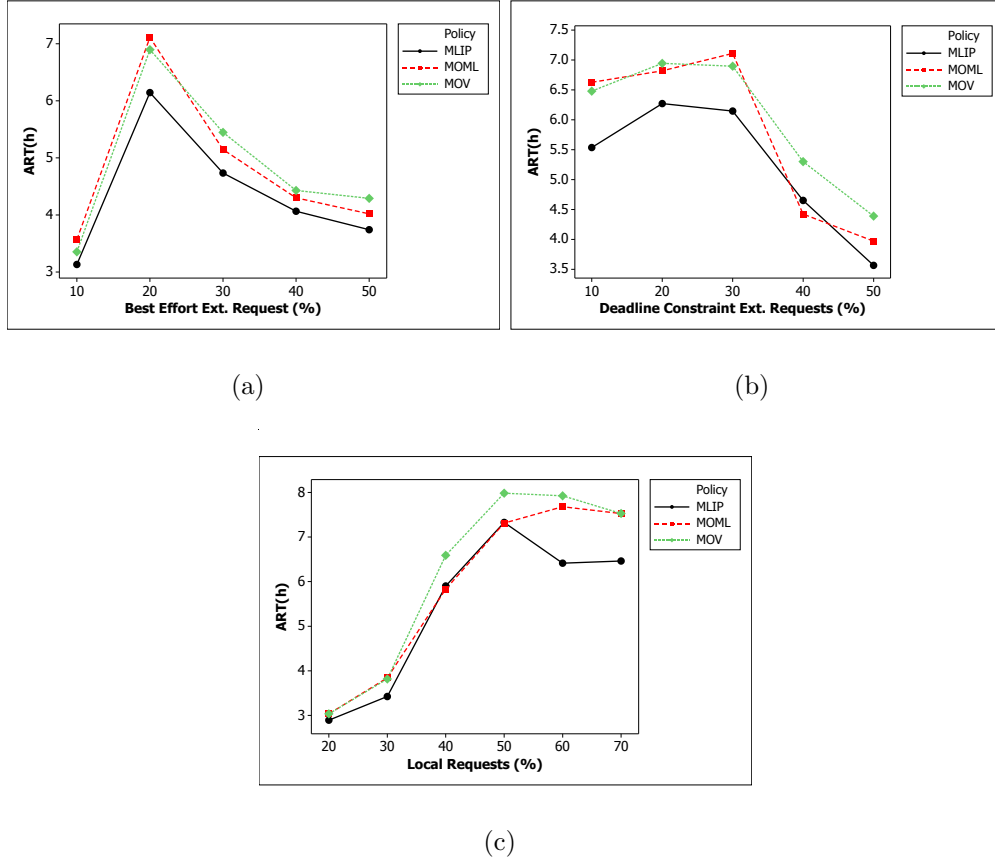 Policy
MLIP
MOML
MOV
ART(h)
7
6
5
4
3
10 20 30 40 50
Best Effort Ext. Request (%)
(a)
Policy
MLIP
MOML
MOV
ART(h)
7.5
7.0
6.5
6.0
5.5
5.0
4.5
4.0
3.5
10 20 30 40 50
Deadline Constraint Ext. Requests (%)
(b)
Policy
MLIP
MOML
MOV
ART(h)
8
7
6
5
4
3
20 30 40 50 60 70
Local Requests (%)
(c)